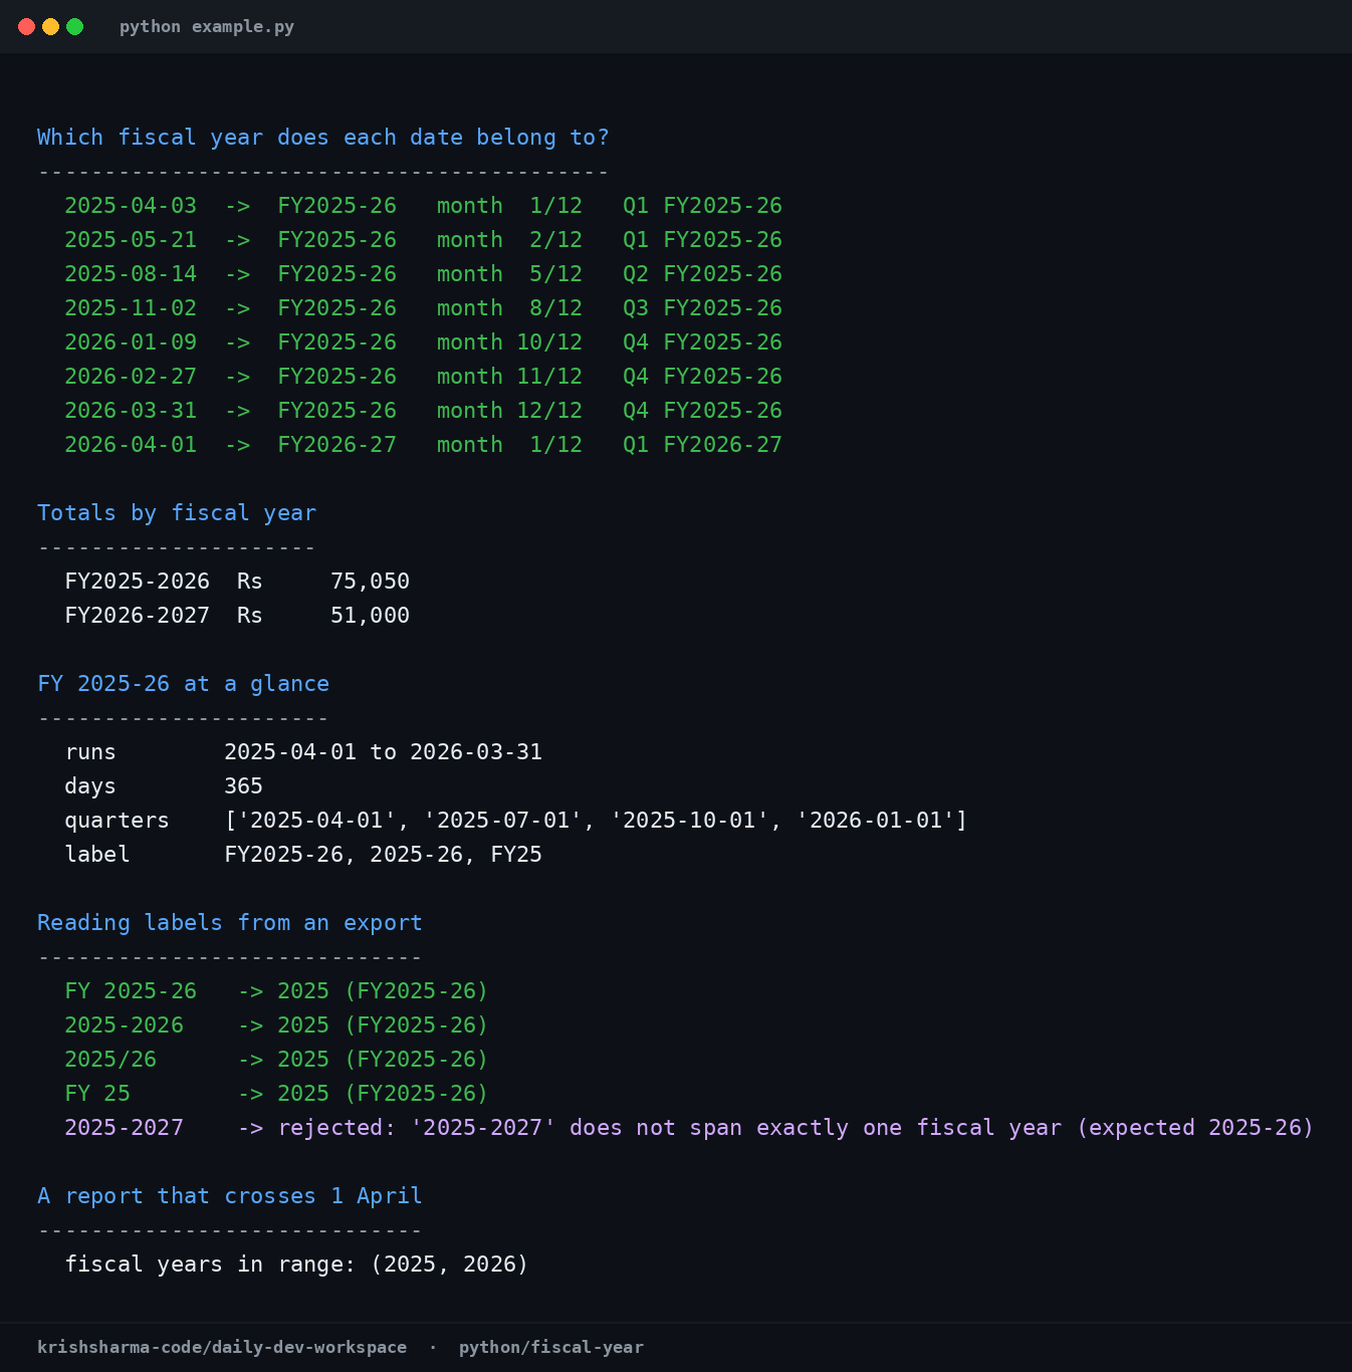 python example.py
Which fiscal year does each date belong to?
-------------------------------------------
2025-04-03  ->  FY2025-26   month  1/12   Q1 FY2025-26
2025-05-21  ->  FY2025-26   month  2/12   Q1 FY2025-26
2025-08-14  ->  FY2025-26   month  5/12   Q2 FY2025-26
2025-11-02  ->  FY2025-26   month  8/12   Q3 FY2025-26
2026-01-09  ->  FY2025-26   month 10/12   Q4 FY2025-26
2026-02-27  ->  FY2025-26   month 11/12   Q4 FY2025-26
2026-03-31  ->  FY2025-26   month 12/12   Q4 FY2025-26
2026-04-01  ->  FY2026-27   month  1/12   Q1 FY2026-27
Totals by fiscal year
---------------------
FY2025-2026  Rs     75,050
FY2026-2027  Rs     51,000
FY 2025-26 at a glance
----------------------
runs        2025-04-01 to 2026-03-31
days        365
quarters    ['2025-04-01', '2025-07-01', '2025-10-01', '2026-01-01']
label       FY2025-26, 2025-26, FY25
Reading labels from an export
-----------------------------
FY 2025-26   -> 2025 (FY2025-26)
2025-2026    -> 2025 (FY2025-26)
2025/26      -> 2025 (FY2025-26)
FY 25        -> 2025 (FY2025-26)
2025-2027    -> rejected: '2025-2027' does not span exactly one fiscal year (expected 2025-26)
A report that crosses 1 April
-----------------------------
fiscal years in range: (2025, 2026)
krishsharma-code/daily-dev-workspace  ·  python/fiscal-year